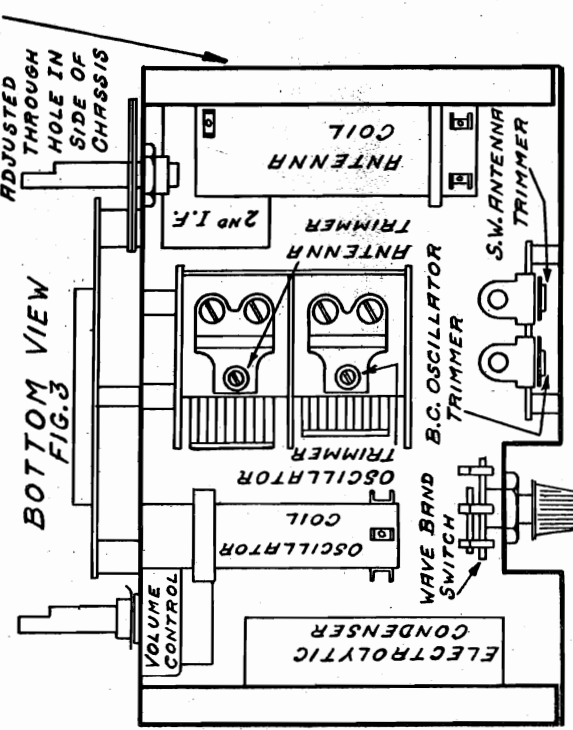 ADJUSTED
THROUGH
HOLE IN
SIDE OF
CHASSIS
BOTTOM VIEW
FIG.3
ANTENNA
COIL
2ND I.F.
ANTENNA
TRIMMER
S.W. ANTENNA
TRIMMER
B.C. OSCILLATOR
TRIMMER
OSCILLATOR
TRIMMER
OSCILLATOR
COIL
WAVE BAND
SWITCH
VOLUME
CONTROL
ELECTROLYTIC
CONDENSER